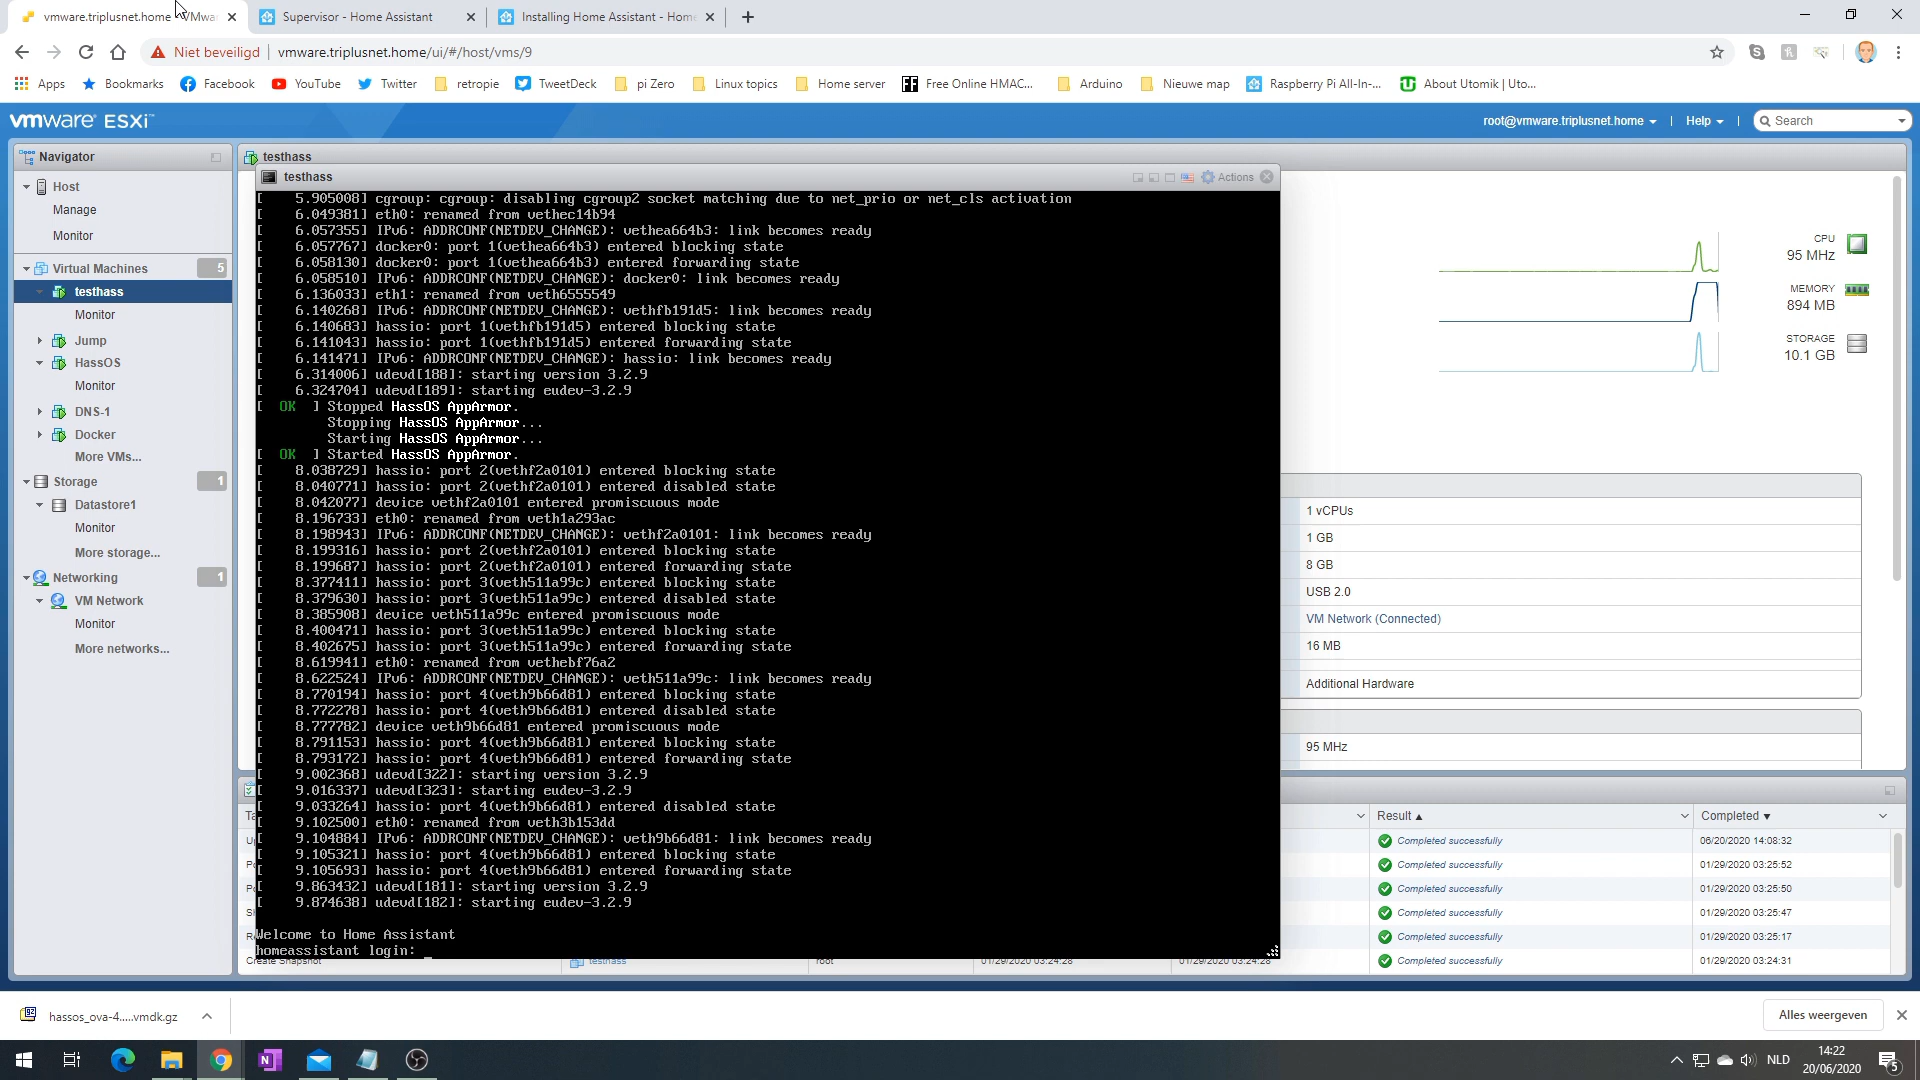 vmware.triplusnet.home - VMwar
Supervisor - Home Assistant
Installing Home Assistant - Home
Niet beveiligd
vmware.triplusnet.home/ui/#/host/vms/9
Apps
Bookmarks
Facebook
YouTube
Twitter
retropie
TweetDeck
pi Zero
Linux topics
Home server
Free Online HMAC...
Arduino
Nieuwe map
Raspberry Pi All-In-...
About Utomik | Uto...
vmware ESXi
root@vmware.triplusnet.home
Help
Search
Navigator
Host
Manage
Monitor
Virtual Machines
5
testhass
Monitor
Jump
HassOS
Monitor
DNS-1
Docker
More VMs...
Storage
1
Datastore1
Monitor
More storage...
Networking
1
VM Network
Monitor
More networks...
testhass
testhass
Actions
[ 5.905008] cgroup: cgroup: disabling cgroup2 socket matching due to net_prio or net_cls activation
[ 6.049381] eth0: renamed from vethec14b94
[ 6.057355] IPv6: ADDRCONF(NETDEV_CHANGE): vethea664b3: link becomes ready
[ 6.057767] docker0: port 1(vethea664b3) entered blocking state
[ 6.058130] docker0: port 1(vethea664b3) entered forwarding state
[ 6.058510] IPv6: ADDRCONF(NETDEV_CHANGE): docker0: link becomes ready
[ 6.136033] eth1: renamed from veth6555549
[ 6.140268] IPv6: ADDRCONF(NETDEV_CHANGE): vethfb191d5: link becomes ready
[ 6.140683] hassio: port 1(vethfb191d5) entered blocking state
[ 6.141043] hassio: port 1(vethfb191d5) entered forwarding state
[ 6.141471] IPv6: ADDRCONF(NETDEV_CHANGE): hassio: link becomes ready
[ 6.314006] udevd[188]: starting version 3.2.9
[ 6.324704] udevd[189]: starting eudev-3.2.9
[ OK ] Stopped HassOS AppArmor.
Stopping HassOS AppArmor...
Starting HassOS AppArmor...
[ OK ] Started HassOS AppArmor.
[ 8.038729] hassio: port 2(vethf2a0101) entered blocking state
[ 8.040771] hassio: port 2(vethf2a0101) entered disabled state
[ 8.042077] device vethf2a0101 entered promiscuous mode
[ 8.196733] eth0: renamed from veth1a293ac
[ 8.198943] IPv6: ADDRCONF(NETDEV_CHANGE): vethf2a0101: link becomes ready
[ 8.199316] hassio: port 2(vethf2a0101) entered blocking state
[ 8.199687] hassio: port 2(vethf2a0101) entered forwarding state
[ 8.377411] hassio: port 3(veth511a99c) entered blocking state
[ 8.379630] hassio: port 3(veth511a99c) entered disabled state
[ 8.385908] device veth511a99c entered promiscuous mode
[ 8.400471] hassio: port 3(veth511a99c) entered blocking state
[ 8.402675] hassio: port 3(veth511a99c) entered forwarding state
[ 8.619941] eth0: renamed from vethebf76a2
[ 8.622524] IPv6: ADDRCONF(NETDEV_CHANGE): veth511a99c: link becomes ready
[ 8.770194] hassio: port 4(veth9b66d81) entered blocking state
[ 8.772278] hassio: port 4(veth9b66d81) entered disabled state
[ 8.777782] device veth9b66d81 entered promiscuous mode
[ 8.791153] hassio: port 4(veth9b66d81) entered blocking state
[ 8.793172] hassio: port 4(veth9b66d81) entered forwarding state
[ 9.002368] udevd[322]: starting version 3.2.9
[ 9.016337] udevd[323]: starting eudev-3.2.9
[ 9.033264] hassio: port 4(veth9b66d81) entered disabled state
[ 9.102500] eth0: renamed from veth3b153dd
[ 9.104884] IPv6: ADDRCONF(NETDEV_CHANGE): veth9b66d81: link becomes ready
[ 9.105321] hassio: port 4(veth9b66d81) entered blocking state
[ 9.105693] hassio: port 4(veth9b66d81) entered forwarding state
[ 9.863432] udevd[181]: starting version 3.2.9
[ 9.874638] udevd[182]: starting eudev-3.2.9
Welcome to Home Assistant
homeassistant login:
CPU
95 MHz
MEMORY
894 MB
STORAGE
10.1 GB
1 vCPUs
1 GB
8 GB
USB 2.0
VM Network (Connected)
16 MB
Additional Hardware
95 MHz
Result
Completed
Completed successfully 06/20/2020 14:08:32
Completed successfully 01/29/2020 03:25:52
Completed successfully 01/29/2020 03:25:50
Completed successfully 01/29/2020 03:25:47
Completed successfully 01/29/2020 03:25:17
Create Snapshot testhass root 01/29/2020 03:24:28 01/29/2020 03:24:28 Completed successfully 01/29/2020 03:24:31
hassos_ova-4.....vmdk.gz
Alles weergeven
NLD
14:22
20/06/2020
5